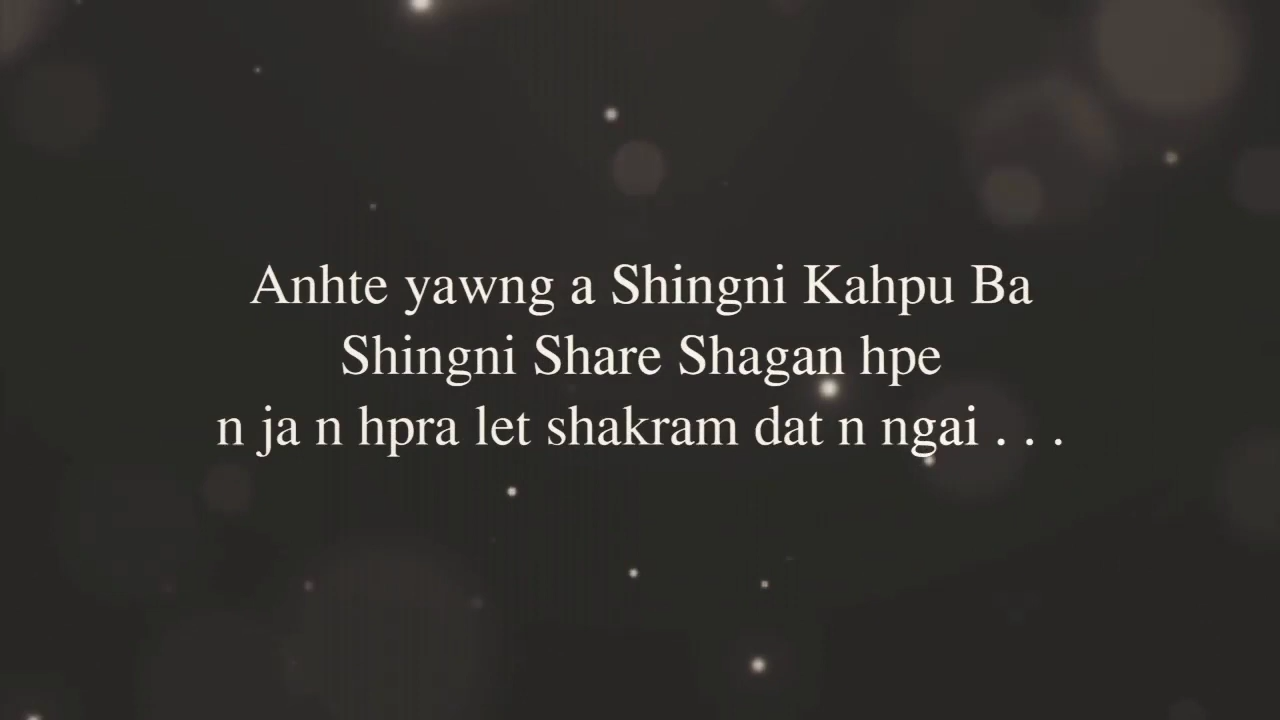 Anhte yawng a Shingni Kahpu Ba
Shingni Share Shagan hpe
n ja n hpra let shakram dat n ngai . . .